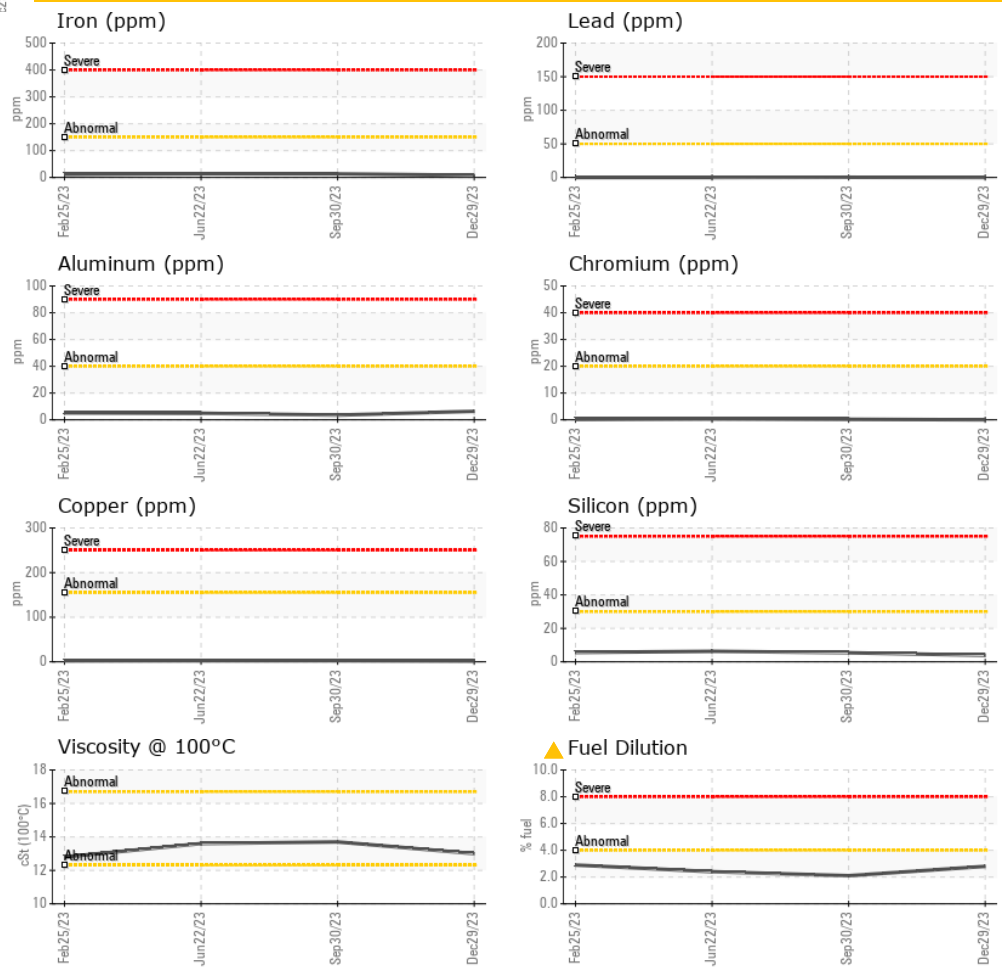 Iron (ppm)
500
400
300
200
100
0
ppm
Severe
Abnormal
Feb25/23
Jun22/23
Sep30/23
Dec29/23
Lead (ppm)
200
150
100
50
0
ppm
Severe
Abnormal
Feb25/23
Jun22/23
Sep30/23
Dec29/23
Aluminum (ppm)
100
80
60
40
20
0
ppm
Severe
Abnormal
Feb25/23
Jun22/23
Sep30/23
Dec29/23
Chromium (ppm)
50
40
30
20
10
0
ppm
Severe
Abnormal
Feb25/23
Jun22/23
Sep30/23
Dec29/23
Copper (ppm)
300
200
100
0
ppm
Severe
Abnormal
Feb25/23
Jun22/23
Sep30/23
Dec29/23
Silicon (ppm)
80
60
40
20
0
ppm
Severe
Abnormal
Feb25/23
Jun22/23
Sep30/23
Dec29/23
Viscosity @ 100°C
18
16
14
12
10
cSt (100°C)
Abnormal
Abnormal
Feb25/23
Jun22/23
Sep30/23
Dec29/23
Fuel Dilution
10.0
8.0
6.0
4.0
2.0
0.0
% fuel
Severe
Abnormal
Feb25/23
Jun22/23
Sep30/23
Dec29/23